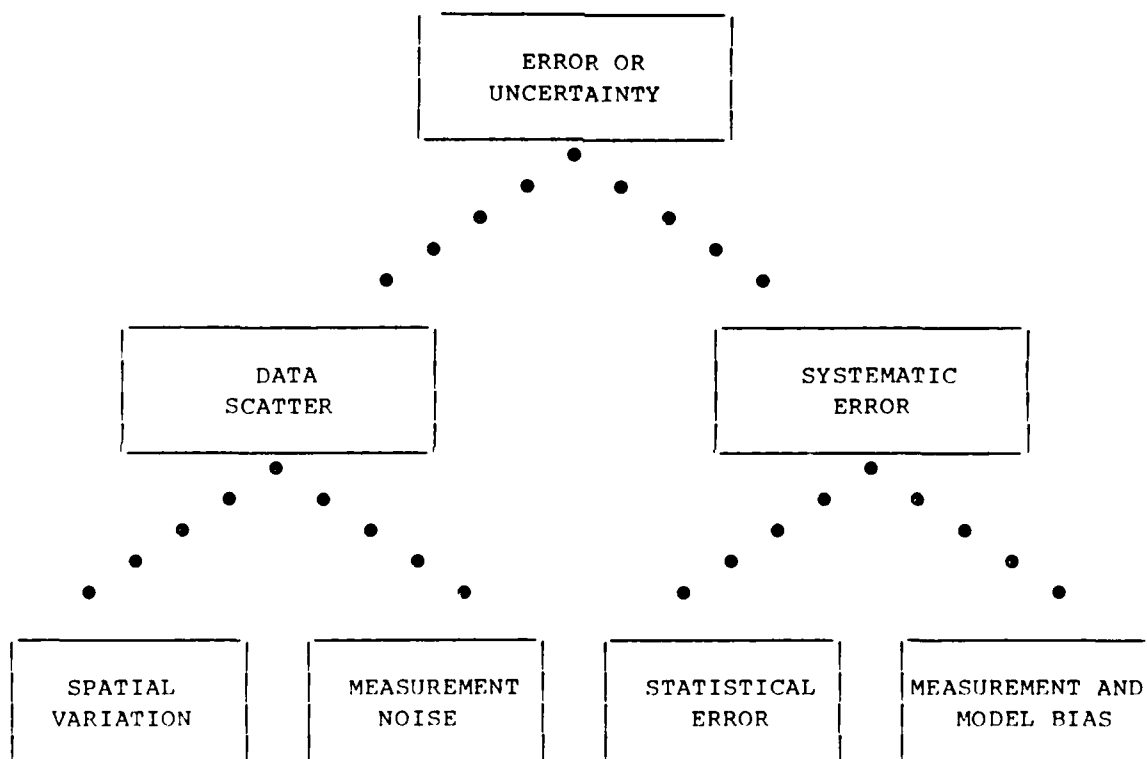 ERROR OR
UNCERTAINTY
DATA
SCATTER
SYSTEMATIC
ERROR
SPATIAL
VARIATION
MEASUREMENT
NOISE
STATISTICAL
ERROR
MEASUREMENT AND
MODEL BIAS